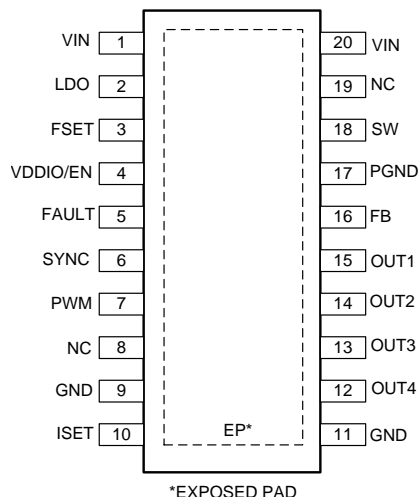 VIN 1 20 VIN
LDO 2 19 NC
FSET 3 18 SW
VDDIO/EN 4 17 PGND
FAULT 5 16 FB
SYNC 6 15 OUT1
PWM 7 14 OUT2
NC 8 13 OUT3
GND 9 12 OUT4
ISET 10 EP* 11 GND
*EXPOSED PAD